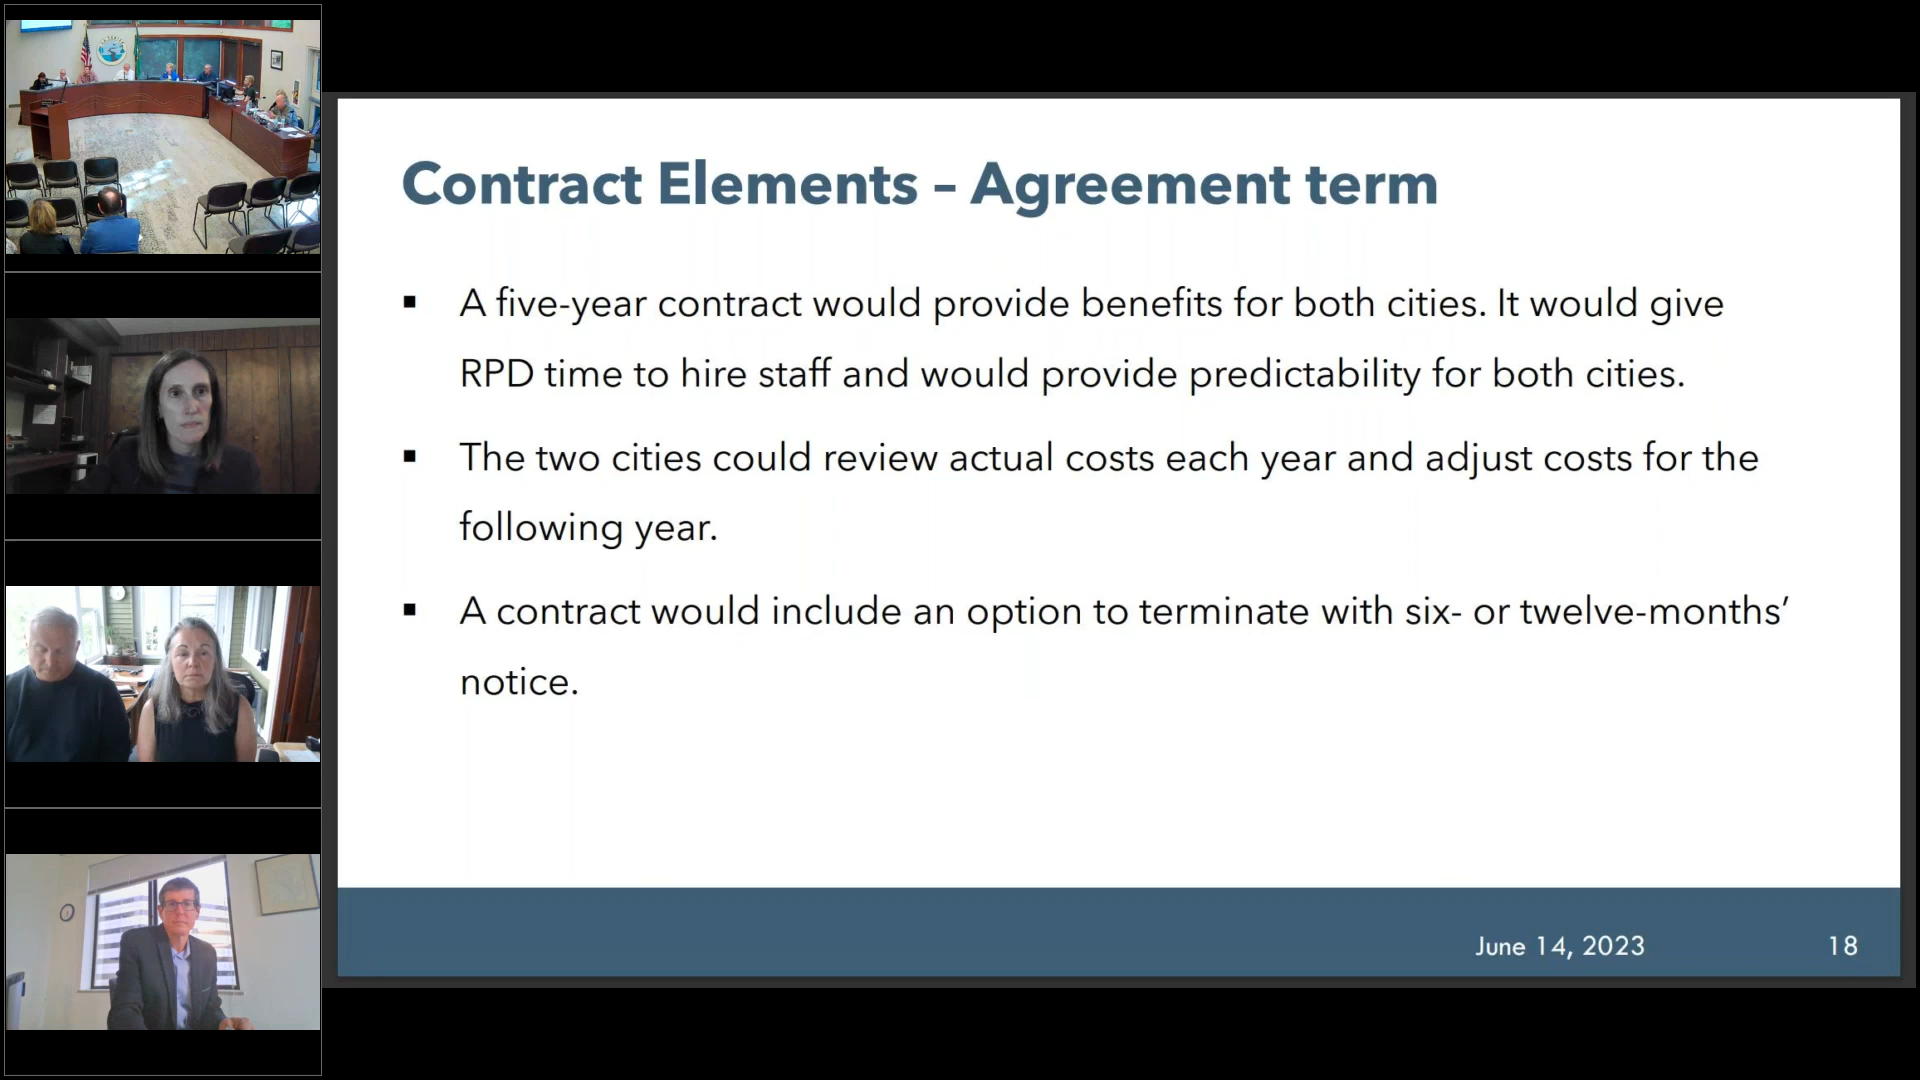 Contract Elements – Agreement term
▪ A five-year contract would provide benefits for both cities. It would give
RPD time to hire staff and would provide predictability for both cities.
▪ The two cities could review actual costs each year and adjust costs for the
following year.
▪ A contract would include an option to terminate with six- or twelve-months’
notice.
June 14, 2023
18